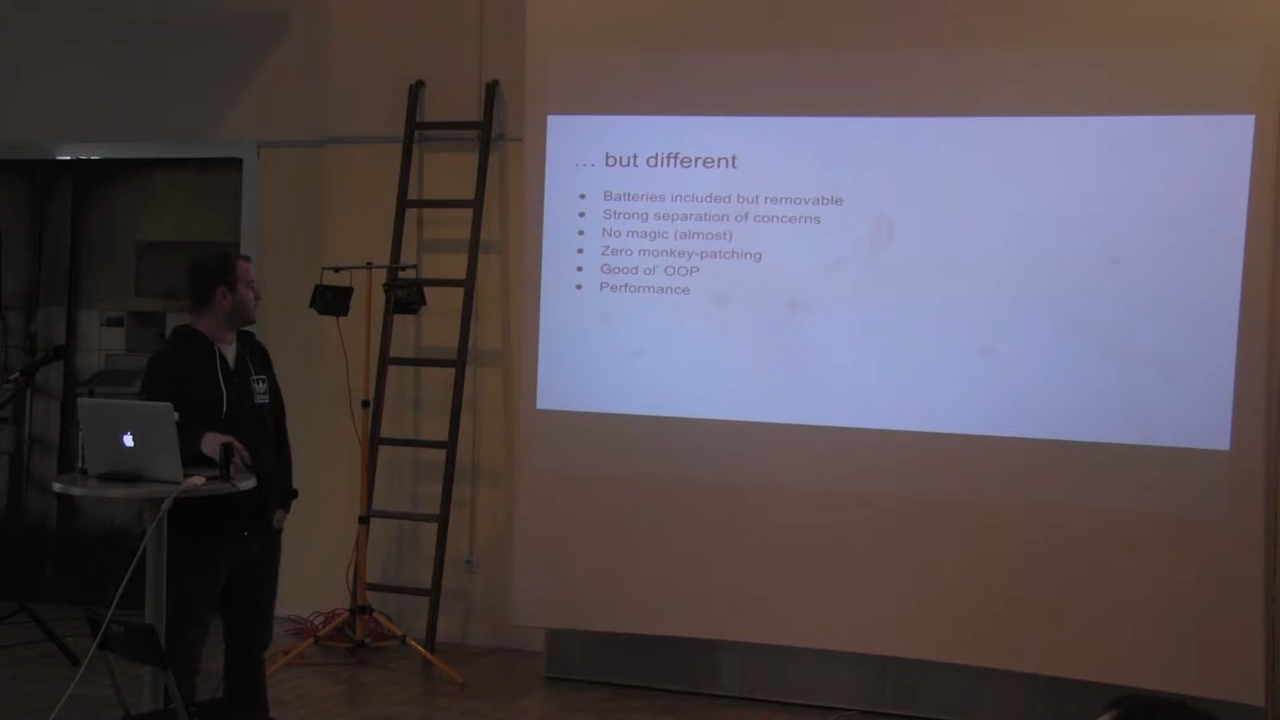 ... but different
● Batteries included but removable
● Strong separation of concerns
● No magic (almost)
● Zero monkey-patching
● Good ol' OOP
● Performance